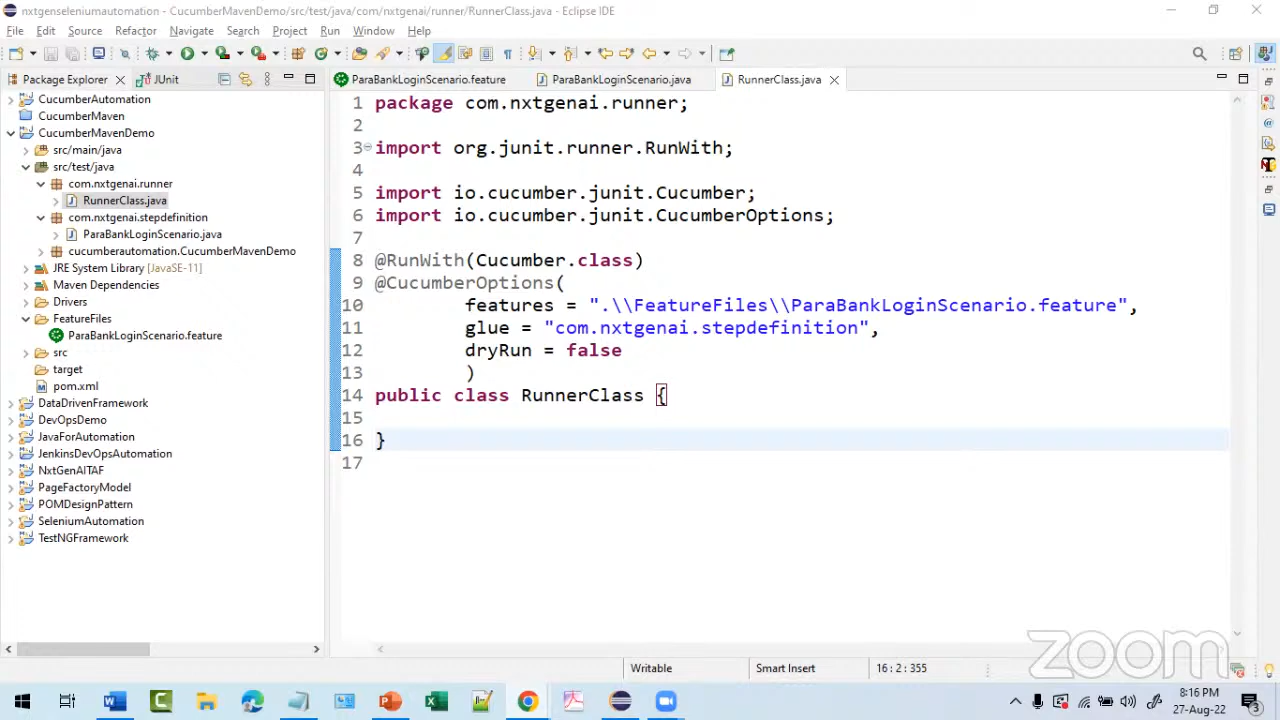 nxtgenseleniumautomation - CucumberMavenDemo/src/test/java/com/nxtgenai/runner/RunnerClass.java - Eclipse IDE
File Edit Source Refactor Navigate Search Project Run Window Help
Package Explorer JUnit
CucumberAutomation
CucumberMaven
CucumberMavenDemo
src/main/java
src/test/java
com.nxtgenai.runner
RunnerClass.java
com.nxtgenai.stepdefinition
ParaBankLoginScenario.java
cucumberautomation.CucumberMavenDemo
JRE System Library [JavaSE-11]
Maven Dependencies
Drivers
FeatureFiles
ParaBankLoginScenario.feature
src
target
pom.xml
DataDrivenFramework
DevOpsDemo
JavaForAutomation
JenkinsDevOpsAutomation
NxtGenAITAF
PageFactoryModel
POMDesignPattern
SeleniumAutomation
TestNGFramework
ParaBankLoginScenario.feature ParaBankLoginScenario.java RunnerClass.java
1 package com.nxtgenai.runner;
2
3 import org.junit.runner.RunWith;
4
5 import io.cucumber.junit.Cucumber;
6 import io.cucumber.junit.CucumberOptions;
7
8 @RunWith(Cucumber.class)
9 @CucumberOptions(
10 features = ".\\FeatureFiles\\ParaBankLoginScenario.feature",
11 glue = "com.nxtgenai.stepdefinition",
12 dryRun = false
13 )
14 public class RunnerClass {
15
16 }
17
zoom
Writable Smart Insert 16 : 2 : 355
8:16 PM
27-Aug-22
3